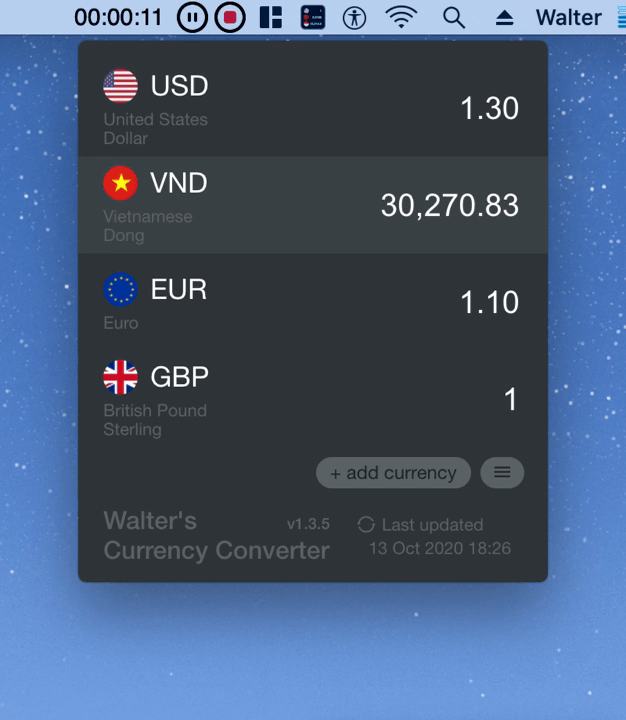 00:00:11 Walter
USD
1.30
United States
Dollar
VND
30,270.83
Vietnamese
Dong
EUR
1.10
Euro
GBP
1
British Pound
Sterling
+ add currency
Walter's v1.3.5 Last updated
Currency Converter 13 Oct 2020 18:26